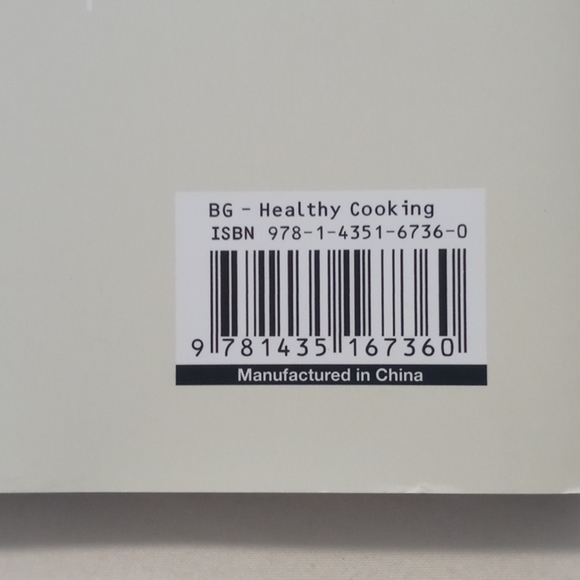 BG - Healthy Cooking
ISBN 978-1-4351-6736-0
9 781435 167360
Manufactured in China